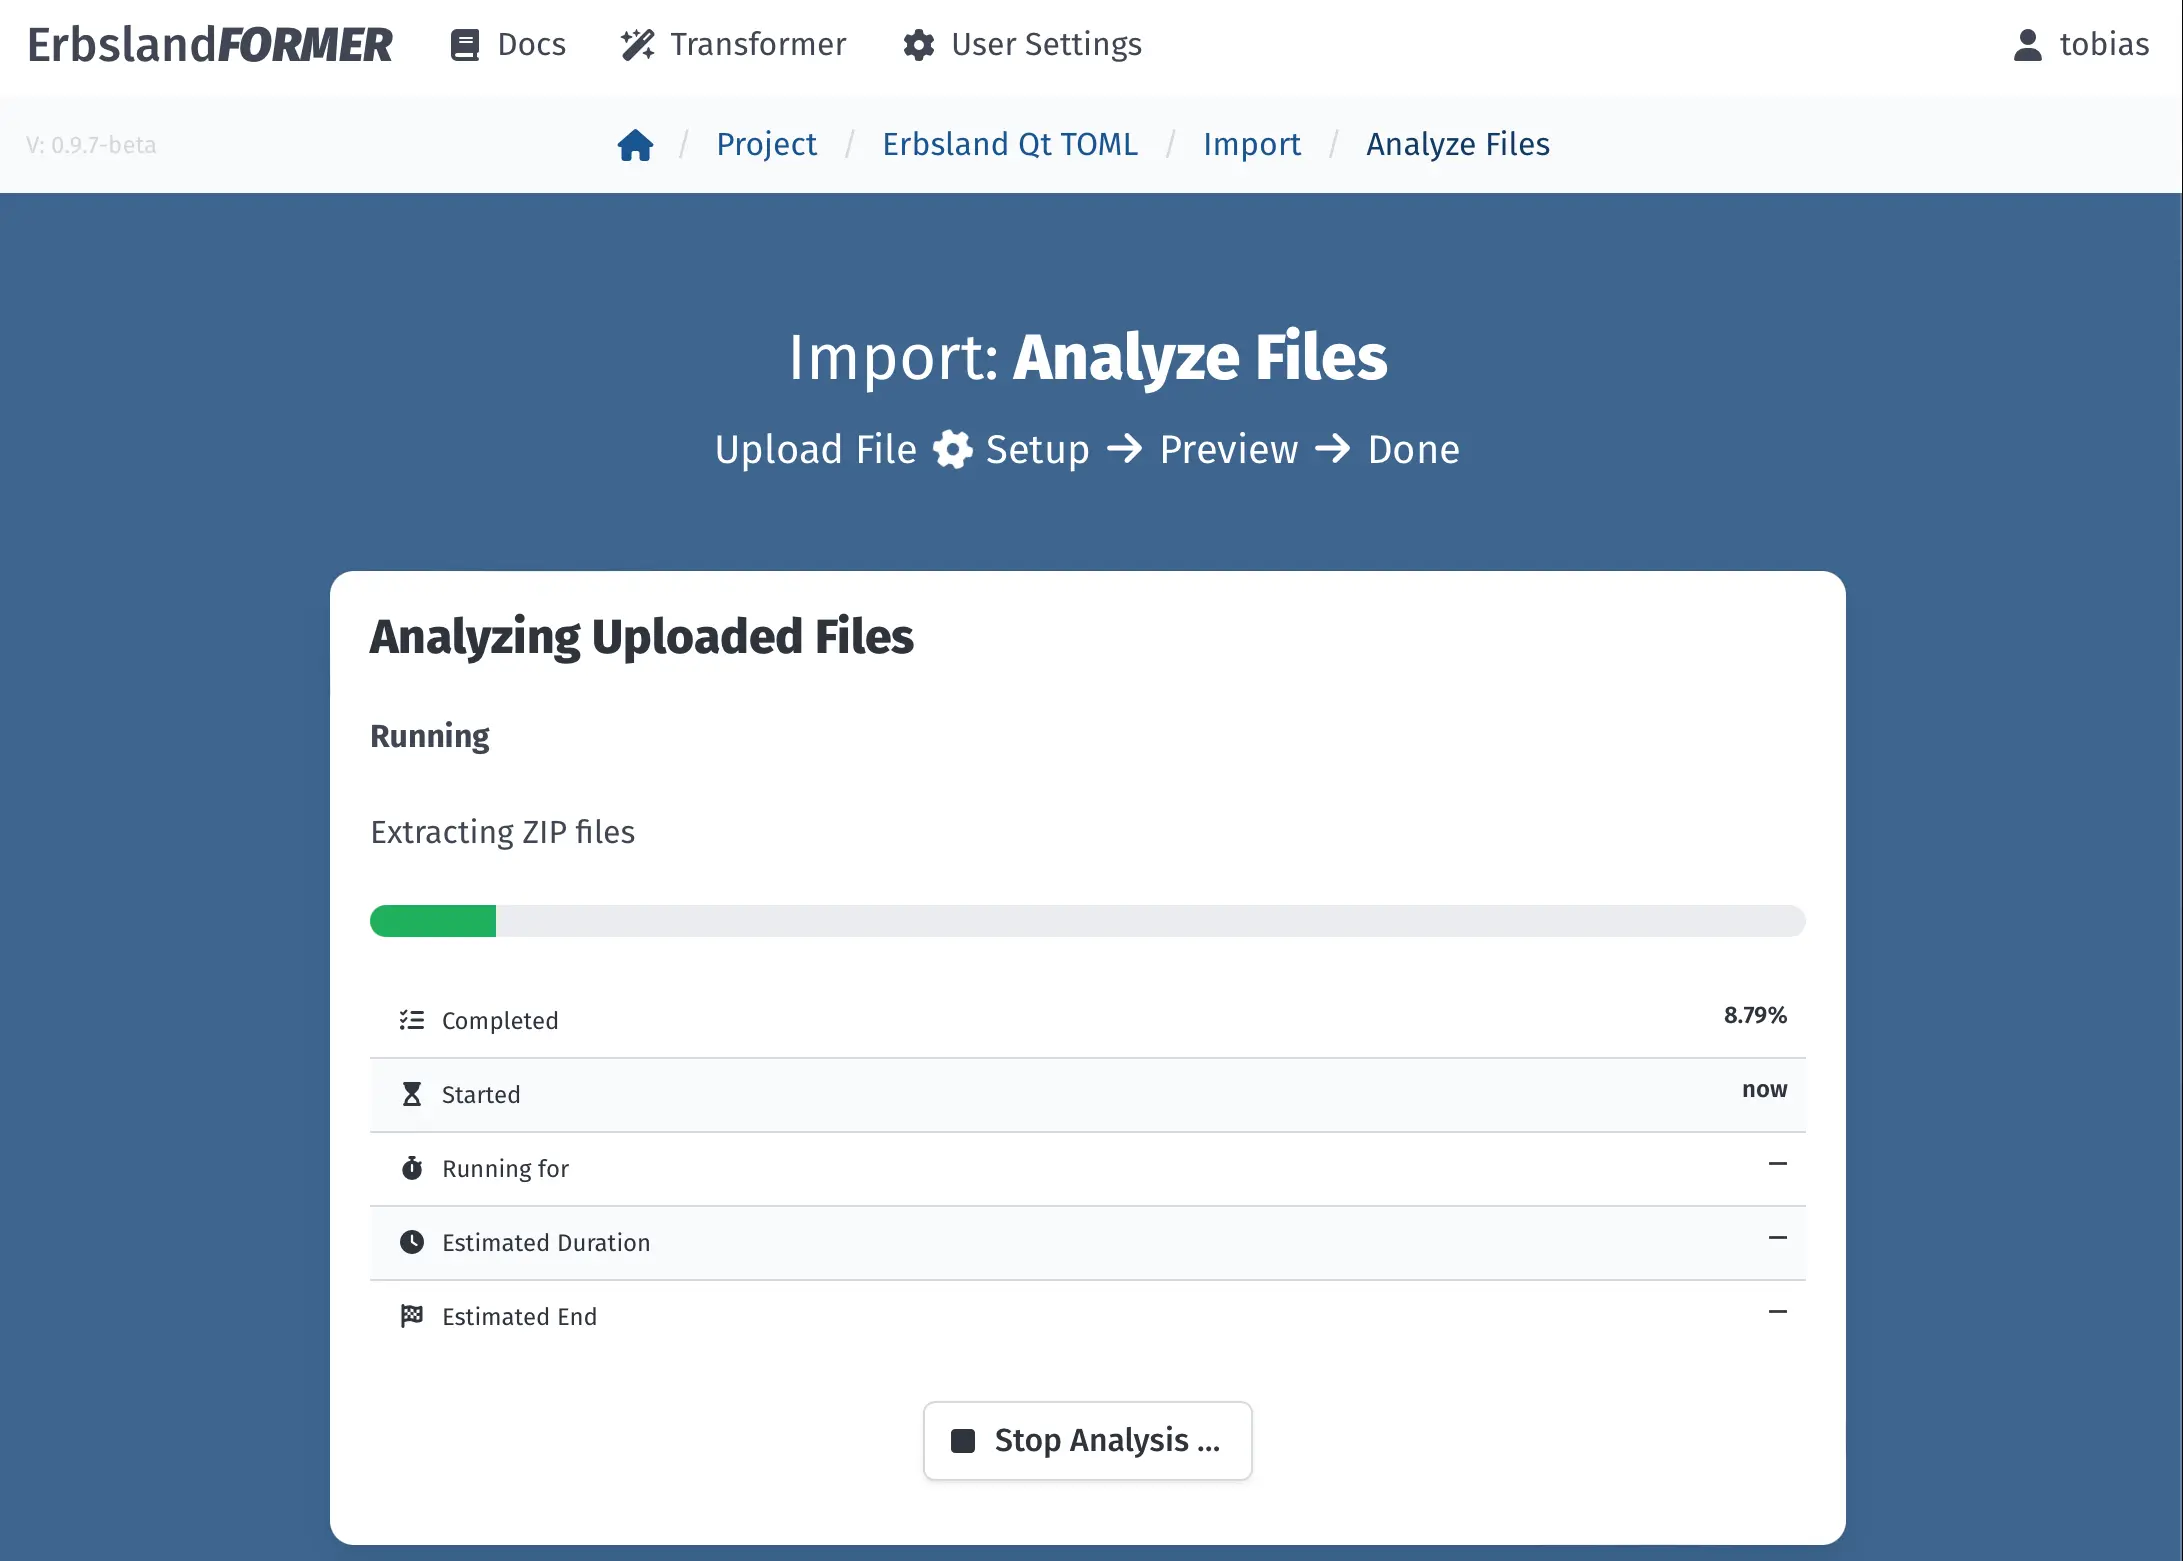 ErbslandFORMER Docs Transformer User Settings tobias
V: 0.9.7-beta / Project / Erbsland Qt TOML / Import / Analyze Files
Import: Analyze Files
Upload File Setup → Preview → Done
Analyzing Uploaded Files
Running
Extracting ZIP files
Completed 8.79%
Started now
Running for –
Estimated Duration –
Estimated End –
Stop Analysis ...